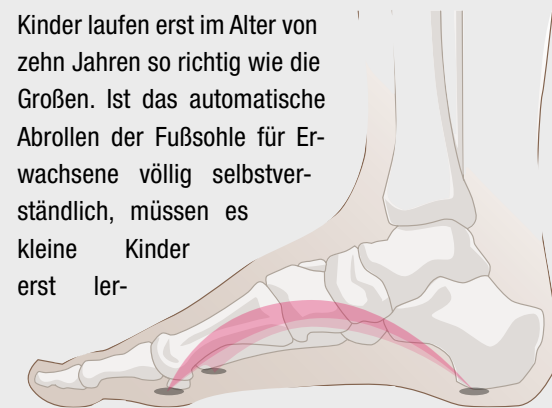 Kinder laufen erst im Alter von
zehn Jahren so richtig wie die
Großen. Ist das automatische
Abrollen der Fußsohle für Er-
wachsene völlig selbstver-
ständlich, müssen es
kleine Kinder
erst ler-